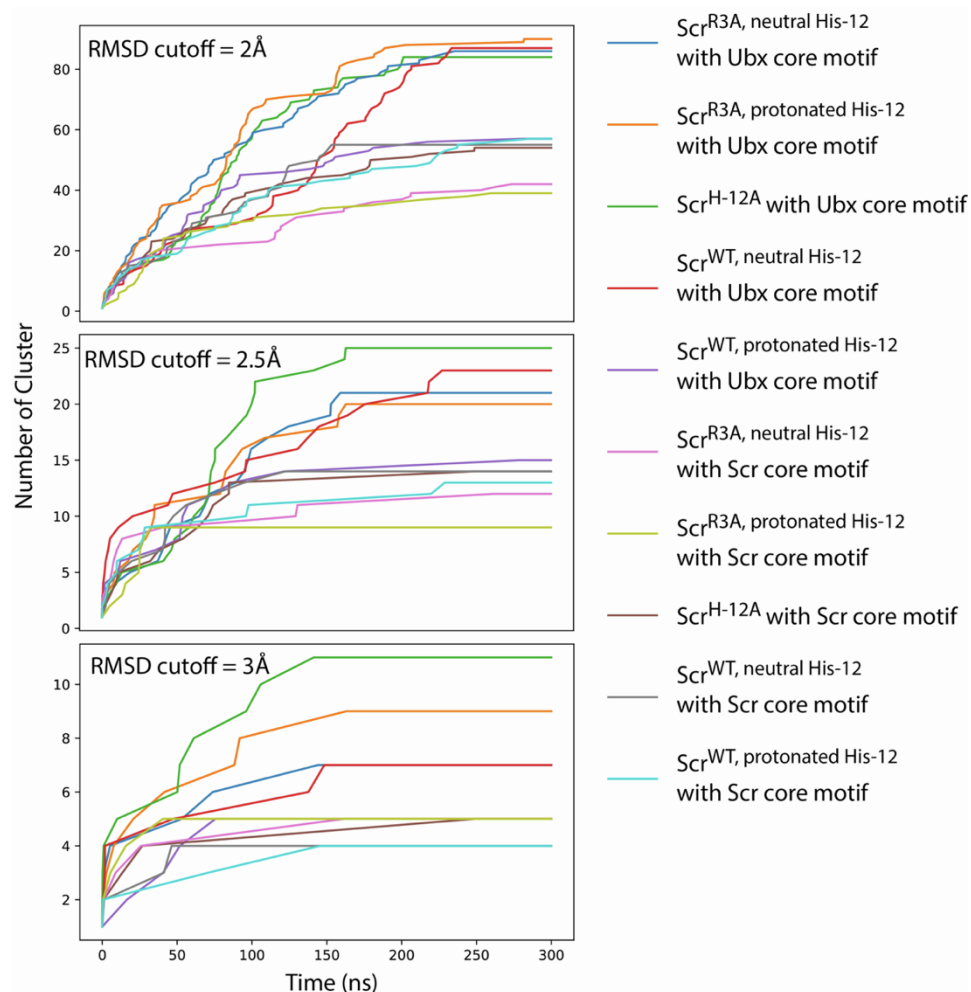 RMSD cutoff = 2Å
80
60
40
20
0
RMSD cutoff = 2.5Å
25
20
15
10
5
0
RMSD cutoff = 3Å
10
8
6
4
2
Number of Cluster
0 50 100 150 200 250 300
Time (ns)
Scr^R3A, neutral His-12
with Ubx core motif
Scr^R3A, protonated His-12
with Ubx core motif
Scr^H-12A with Ubx core motif
Scr^WT, neutral His-12
with Ubx core motif
Scr^WT, protonated His-12
with Ubx core motif
Scr^R3A, neutral His-12
with Scr core motif
Scr^R3A, protonated His-12
with Scr core motif
Scr^H-12A with Scr core motif
Scr^WT, neutral His-12
with Scr core motif
Scr^WT, protonated His-12
with Scr core motif